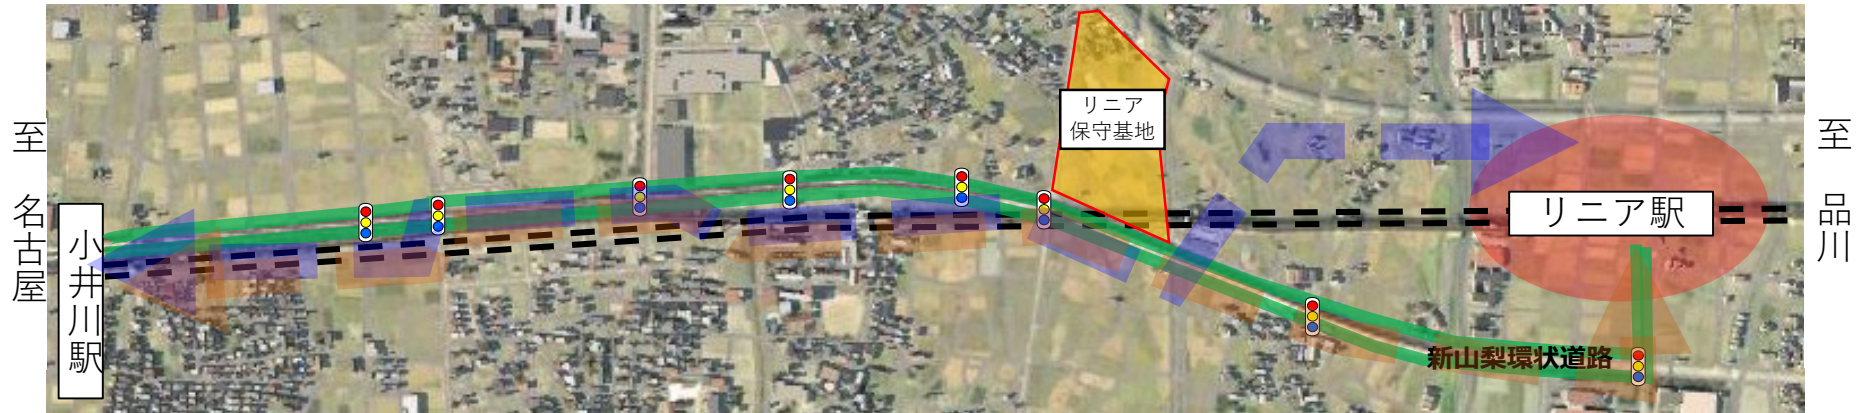 至 名古屋
小井川駅
リニア
保守基地
リニア駅
新山梨環状道路
至 品川